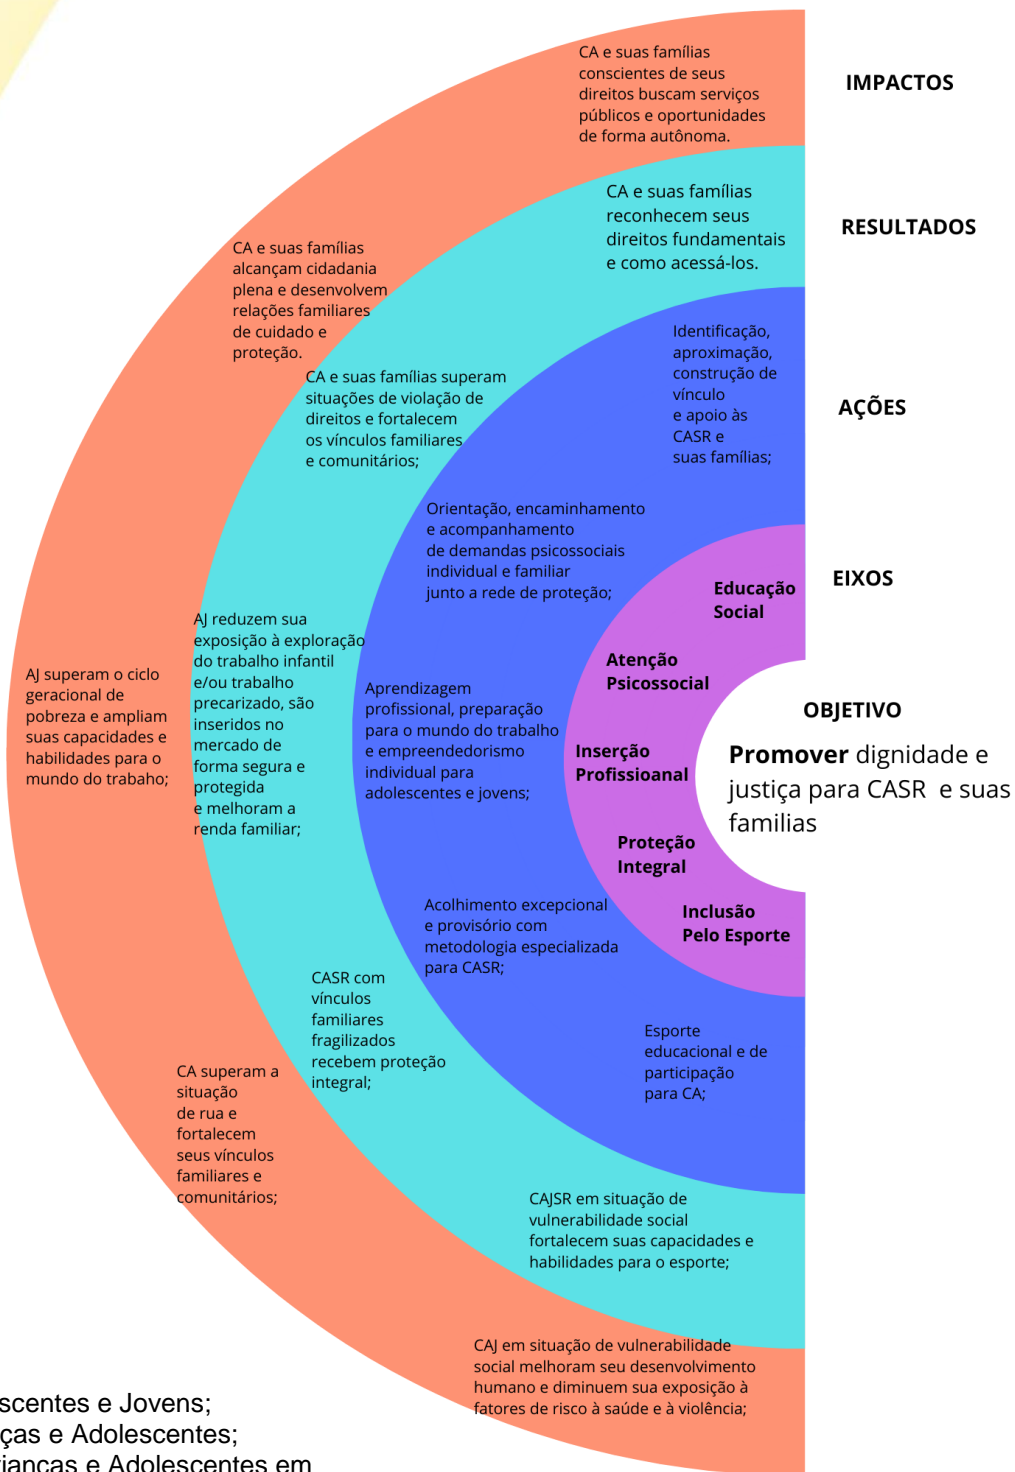 CA e suas famílias
conscientes de seus
direitos buscam serviços
públicos e oportunidades
de forma autônoma.
IMPACTOS
CA e suas famílias
reconhecem seus
direitos fundamentais
e como acessá-los.
RESULTADOS
CA e suas famílias
alcançam cidadania
plena e desenvolvem
relações familiares
de cuidado e
proteção.
Identificação,
aproximação,
construção de
vínculo
e apoio às
CASR e
suas famílias;
AÇÕES
CA e suas famílias superam
situações de violação de
direitos e fortalecem
os vínculos familiares
e comunitários;
Orientação, encaminhamento
e acompanhamento
de demandas psicossociais
individual e familiar
junto a rede de proteção;
EIXOS
Educação
Social
Atenção
Psicossocial
AJ reduzem sua
exposição à exploração
do trabalho infantil
e/ou trabalho
precarizado, são
inseridos no
mercado de
forma segura e
protegida
e melhoram a
renda familiar;
AJ superam o ciclo
geracional de
pobreza e ampliam
suas capacidades e
habilidades para o
mundo do trabaho;
Aprendizagem
profissional, preparação
para o mundo do trabalho
e empreendedorismo
individual para
adolescentes e jovens;
Inserção
Profissioanal
OBJETIVO
Promover dignidade e
justiça para CASR e suas
familias
Proteção
Integral
Inclusão
Pelo Esporte
Acolhimento excepcional
e provisório com
metodologia especializada
para CASR;
CASR com
vínculos
familiares
fragilizados
recebem proteção
integral;
Esporte
educacional e de
participação
para CA;
CA superam a
situação
de rua e
fortalecem
seus vínculos
familiares e
comunitários;
CAJSR em situação de
vulnerabilidade social
fortalecem suas capacidades e
habilidades para o esporte;
CAJ em situação de vulnerabilidade
social melhoram seu desenvolvimento
humano e diminuem sua exposição à
fatores de risco à saúde e à violência;
scentes e Jovens;
ças e Adolescentes;
ianças e Adolescentes em